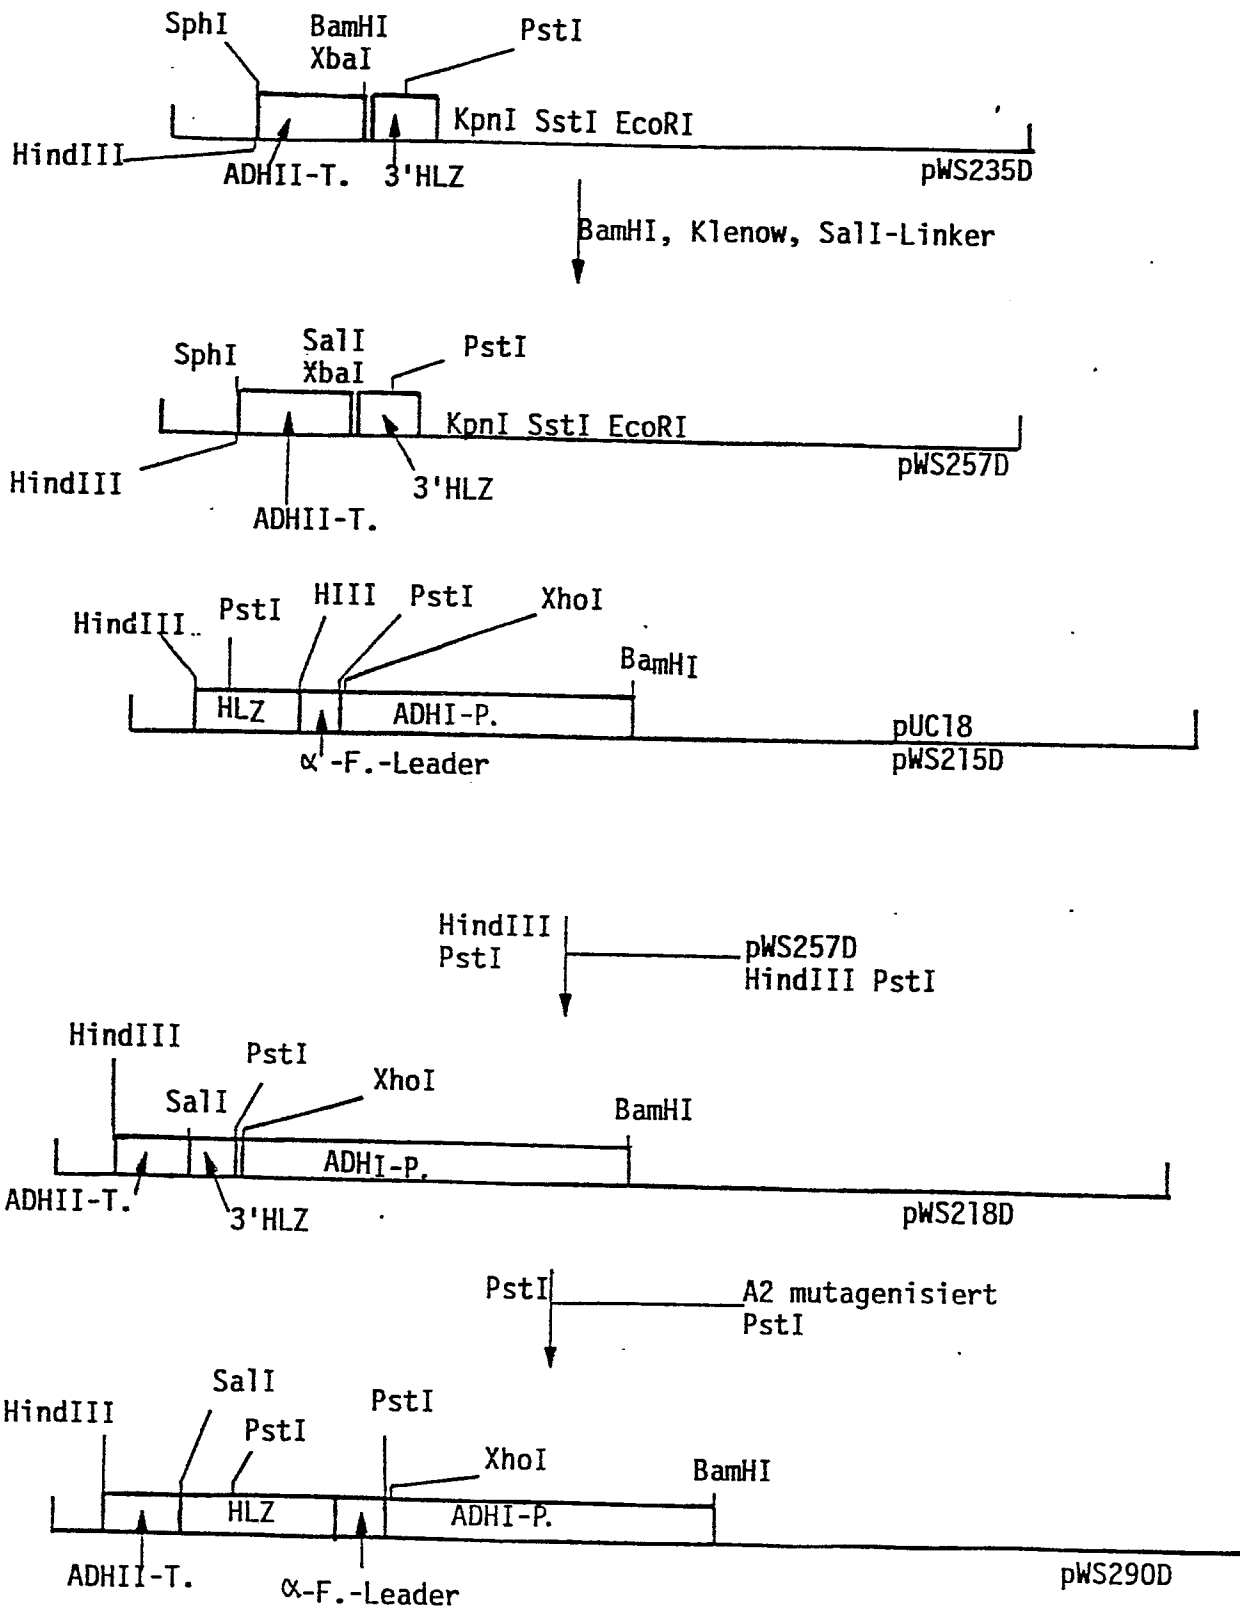 SphI
BamHI
XbaI
PstI
KpnI SstI EcoRI
HindIII
ADHII-T.
3'HLZ
pWS235D
BamHI, Klenow, SalI-Linker
SphI
SalI
XbaI
PstI
KpnI SstI EcoRI
pWS257D
HindIII
3'HLZ
ADHII-T.
HindIII
PstI
HIII
PstI
XhoI
BamHI
HLZ
ADHI-P.
pUC18
pWS215D
α-F.-Leader
HindIII
PstI
pWS257D
HindIII PstI
HindIII
PstI
SalI
XhoI
BamHI
ADHI-P.
ADHII-T.
3'HLZ
pWS218D
PstI
A2 mutagenisiert
PstI
HindIII
SalI
PstI
PstI
XhoI
BamHI
HLZ
ADHI-P.
ADHII-T.
α-F.-Leader
pWS290D